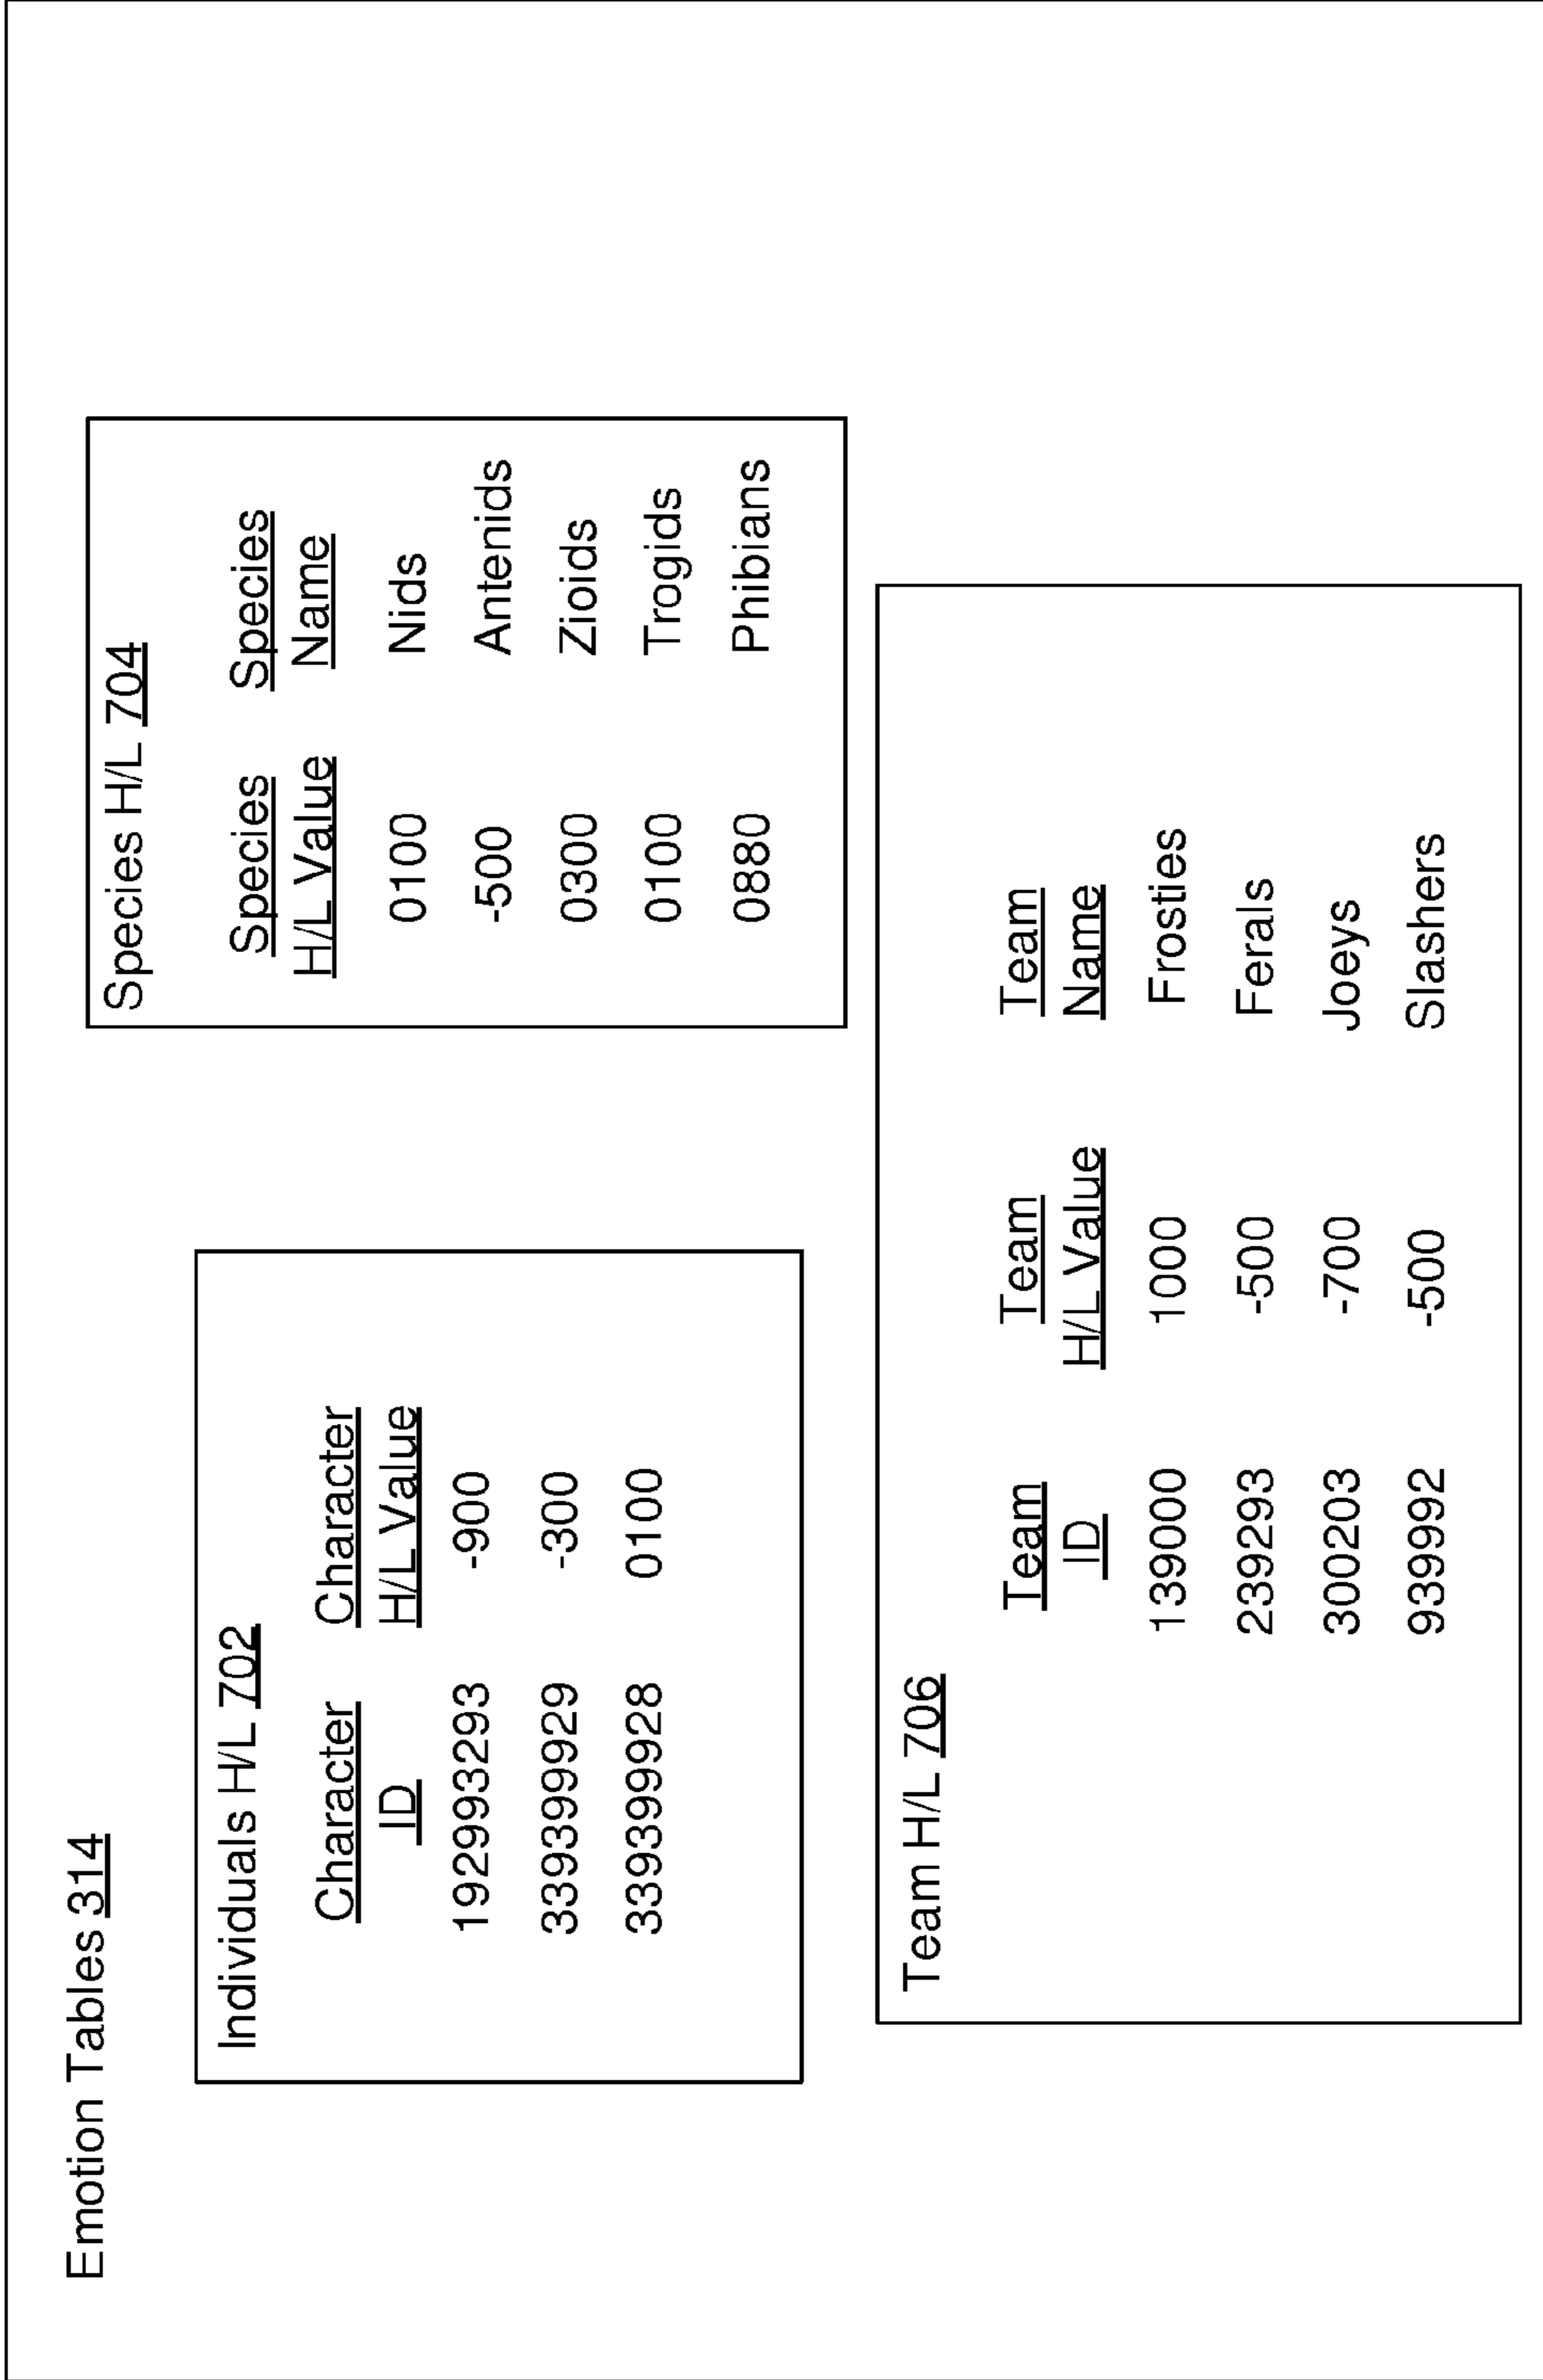 Emotion Tables 314
Individuals H/L 702
Character Character
ID H/L Value
1929993293 -900
3393999929 -300
3393999928 0100
Species H/L 704
Species Species
H/L Value Name
0100 Nids
-500 Antenids
0300 Zioids
0100 Trogids
0880 Phibians
Team H/L 706
Team Team Team
ID H/L Value Name
139000 1000 Frosties
239293 -500 Ferals
300203 -700 Joeys
939992 -500 Slashers